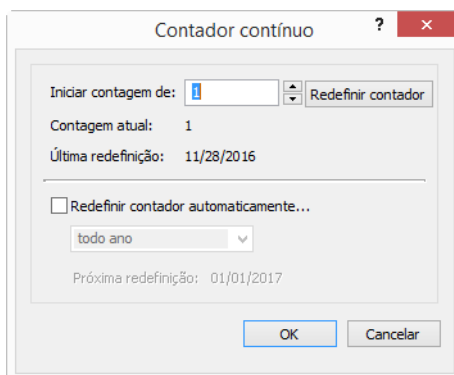 Contador contínuo ? ×
Iniciar contagem de: 1 Redefinir contador
Contagem atual: 1
Última redefinição: 11/28/2016
Redefinir contador automaticamente...
todo ano
Próxima redefinição: 01/01/2017
OK Cancelar